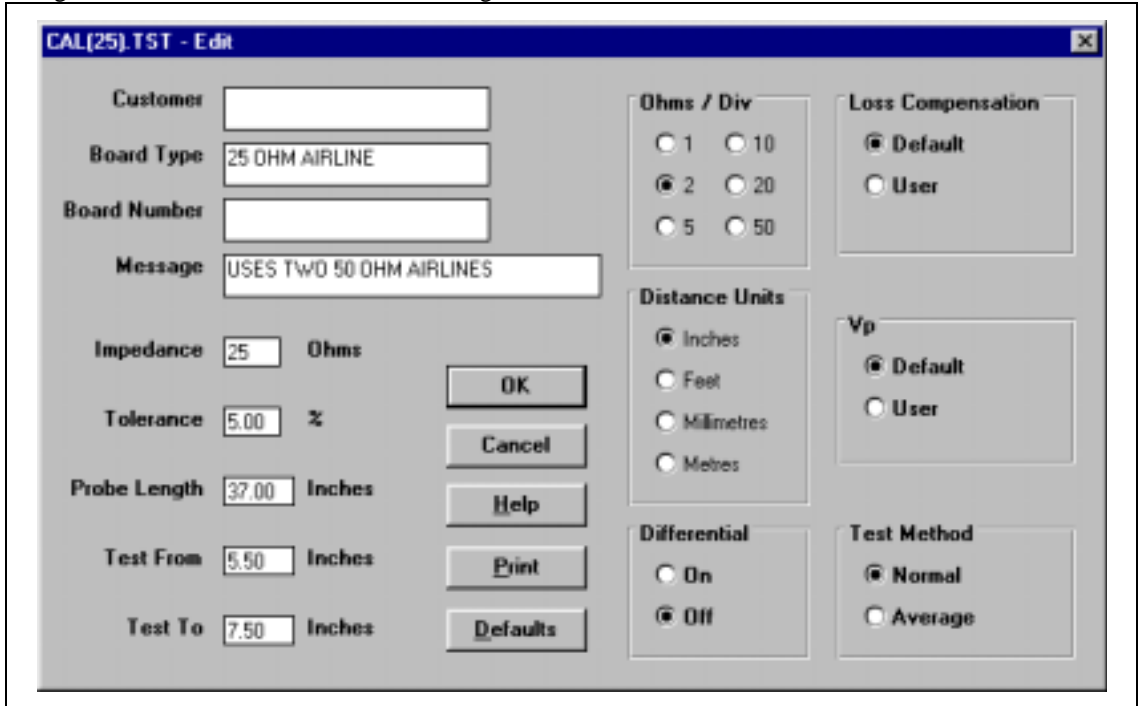 CAL(25).TST - Edit
Customer
Board Type 25 OHM AIRLINE
Board Number
Message USES TWO 50 OHM AIRLINES
Impedance 25 Ohms
Tolerance 5.00 %
Probe Length 37.00 Inches
Test From 5.50 Inches
Test To 7.50 Inches
OK
Cancel
Help
Print
Defaults
Ohms / Div
1 10
2 20
5 50
Distance Units
Inches
Feet
Millimetres
Metres
Differential
On
Off
Loss Compensation
Default
User
Vp
Default
User
Test Method
Normal
Average